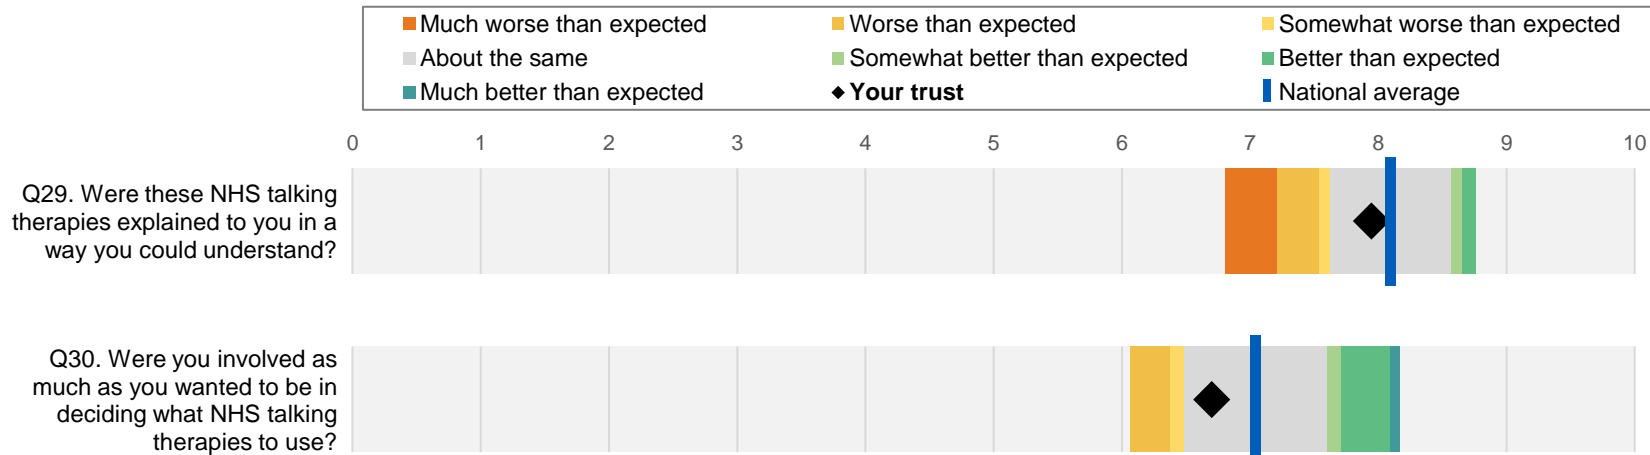 Much worse than expected Worse than expected Somewhat worse than expected
About the same Somewhat better than expected Better than expected
Much better than expected Your trust National average
0 1 2 3 4 5 6 7 8 9 10
Q29. Were these NHS talking
therapies explained to you in a
way you could understand?
Q30. Were you involved as
much as you wanted to be in
deciding what NHS talking
therapies to use?